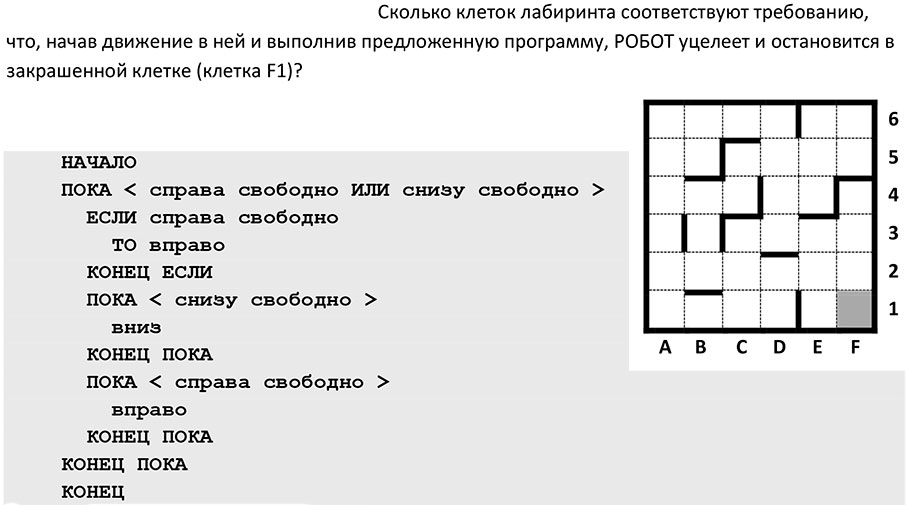 Сколько клеток лабиринта соответствуют требованию,
что, начав движение в ней и выполнив предложенную программу, РОБОТ уцелеет и остановится в
закрашенной клетке (клетка F1)?
НАЧАЛО
ПОКА < справа свободно ИЛИ снизу свободно >
ЕСЛИ справа свободно
ТО вправо
КОНЕЦ ЕСЛИ
ПОКА < снизу свободно >
вниз
КОНЕЦ ПОКА
ПОКА < справа свободно >
вправо
КОНЕЦ ПОКА
КОНЕЦ ПОКА
КОНЕЦ
6
5
4
3
2
1
A B C D E F